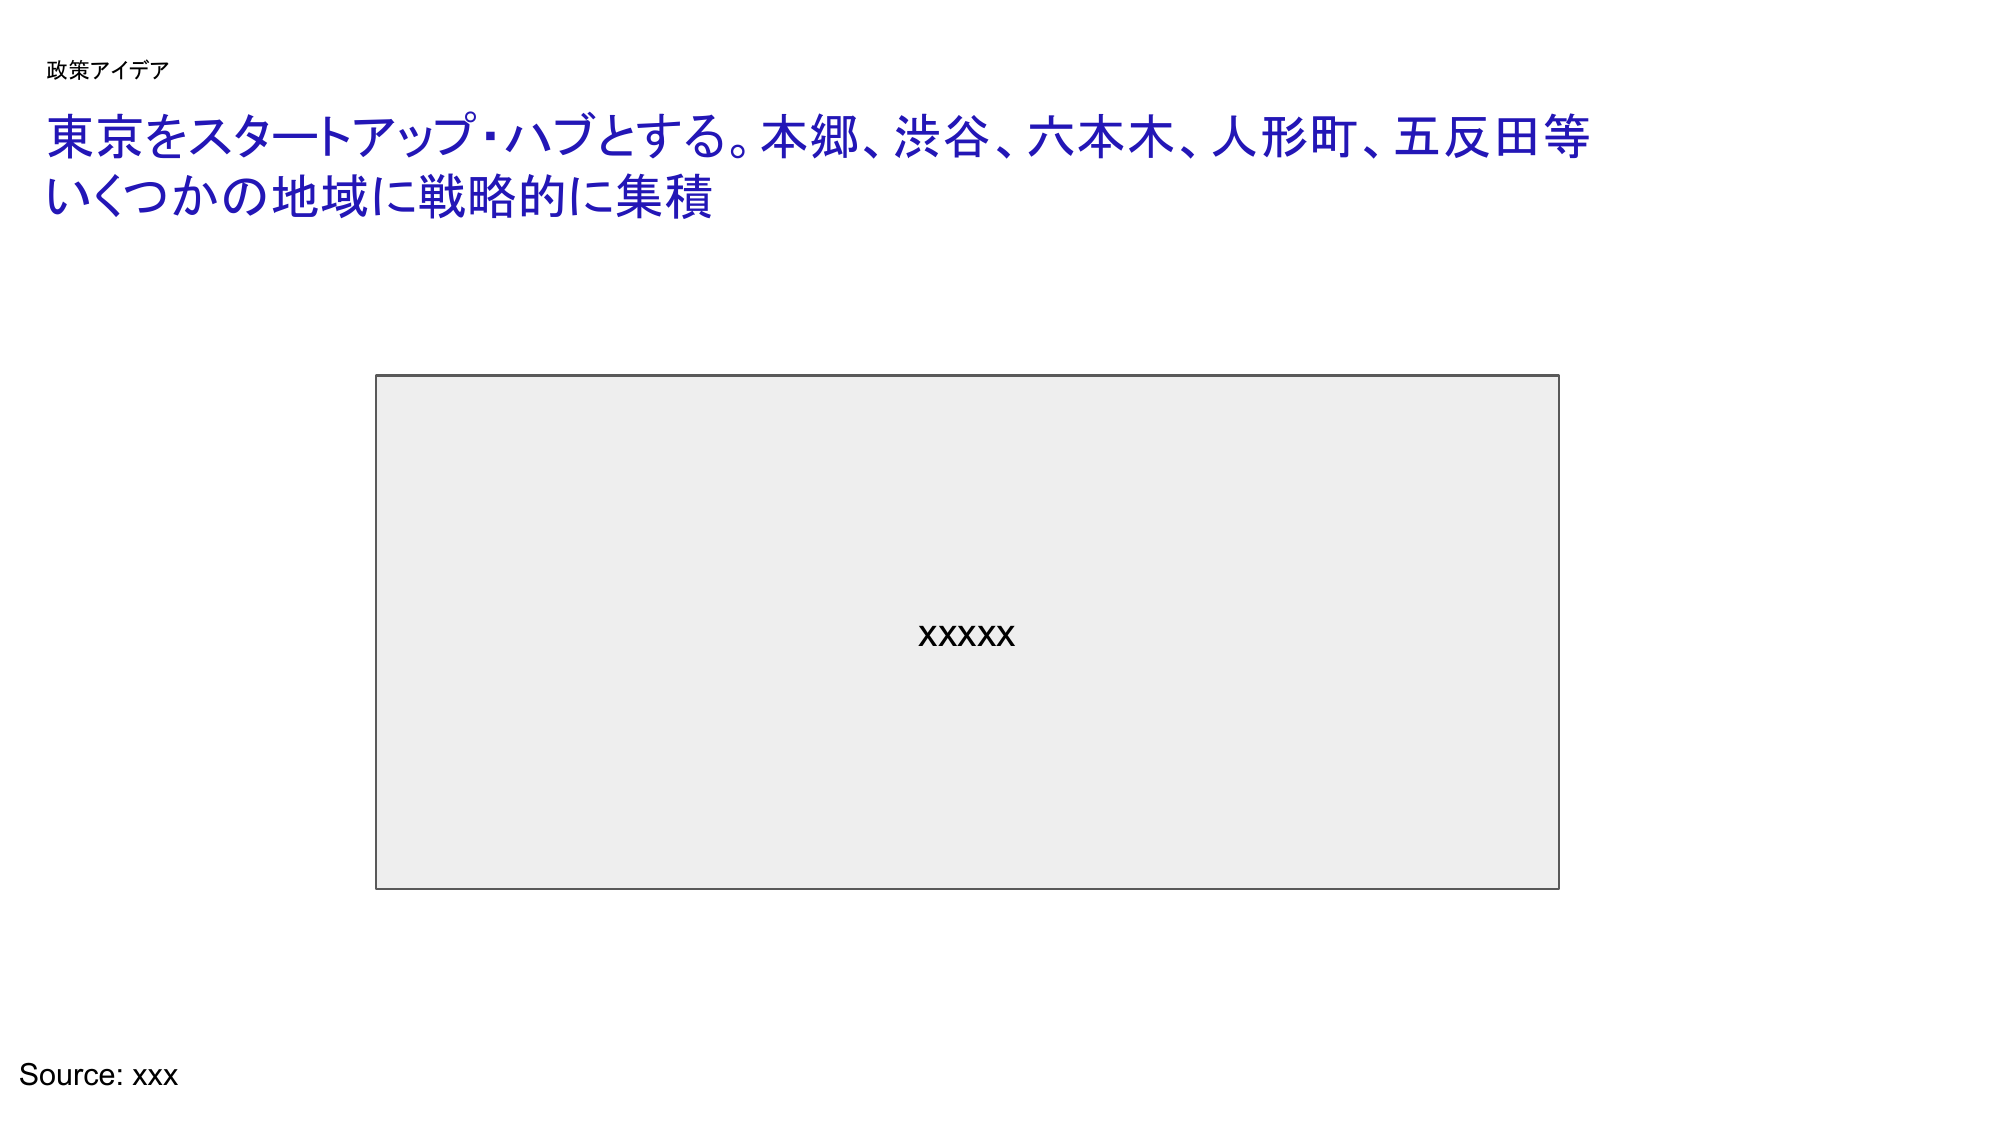 政策アイデア
東京をスタートアップ・ハブとする。本郷、渋谷、六本木、人形町、五反田等
いくつかの地域に戦略的に集積
xxxxx
Source: xxx